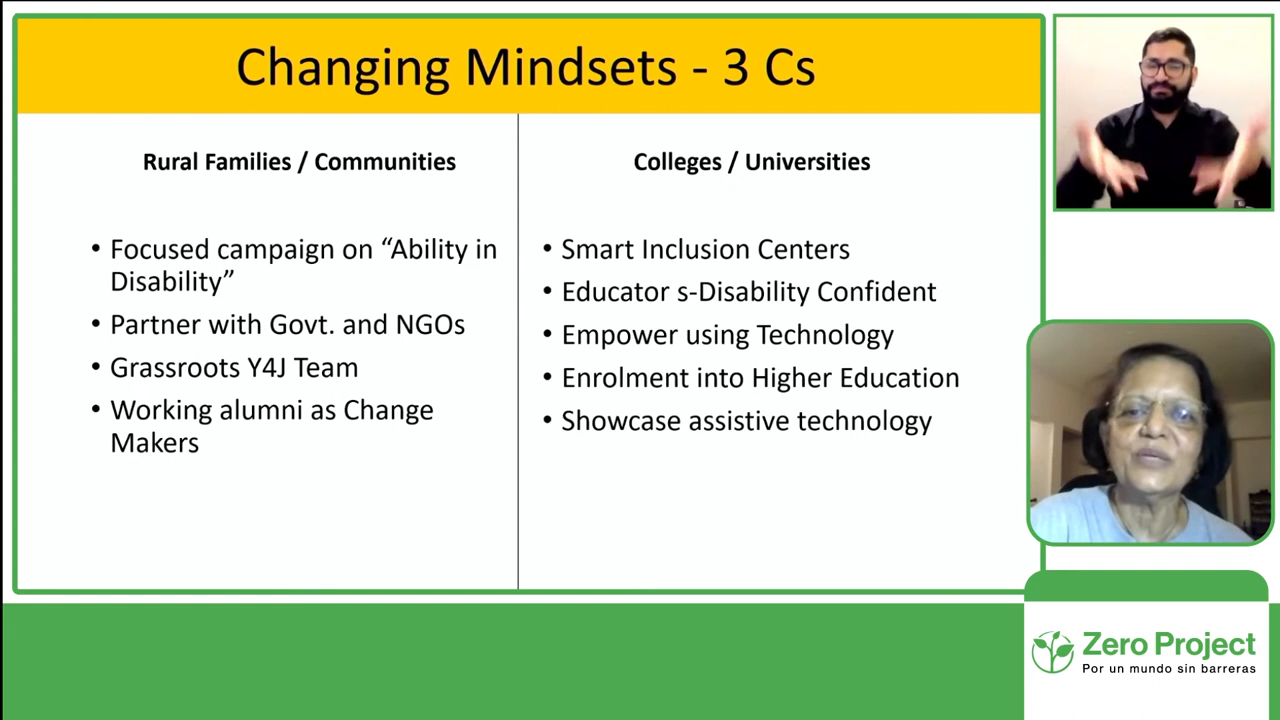 Changing Mindsets - 3 Cs
Rural Families / Communities
• Focused campaign on “Ability in
Disability”
• Partner with Govt. and NGOs
• Grassroots Y4J Team
• Working alumni as Change
Makers
Colleges / Universities
• Smart Inclusion Centers
• Educator s-Disability Confident
• Empower using Technology
• Enrolment into Higher Education
• Showcase assistive technology
Zero Project
Por un mundo sin barreras